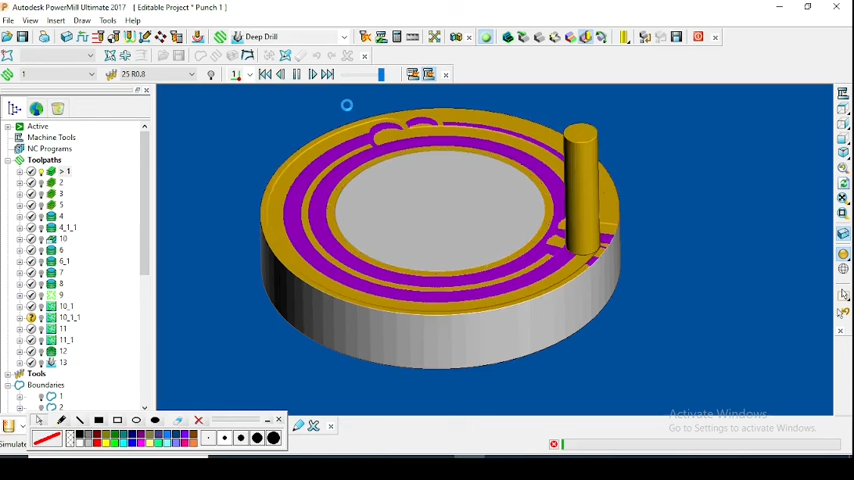 Autodesk PowerMill Ultimate 2017 - [ Editable Project * Punch 1 ]
View Insert Draw Tools Help
Deep Drill
1 25 R0.8 1
Active
Machine Tools
NC Programs
Toolpaths
> 1
2
3
5
4
4_1_1
10
6
6_1
7
8
9
10_1
10_1_1
11
11_1
12
13
Tools
Boundaries
1
2
Activate Windows
Go to Settings to activate Windows.
Simulate